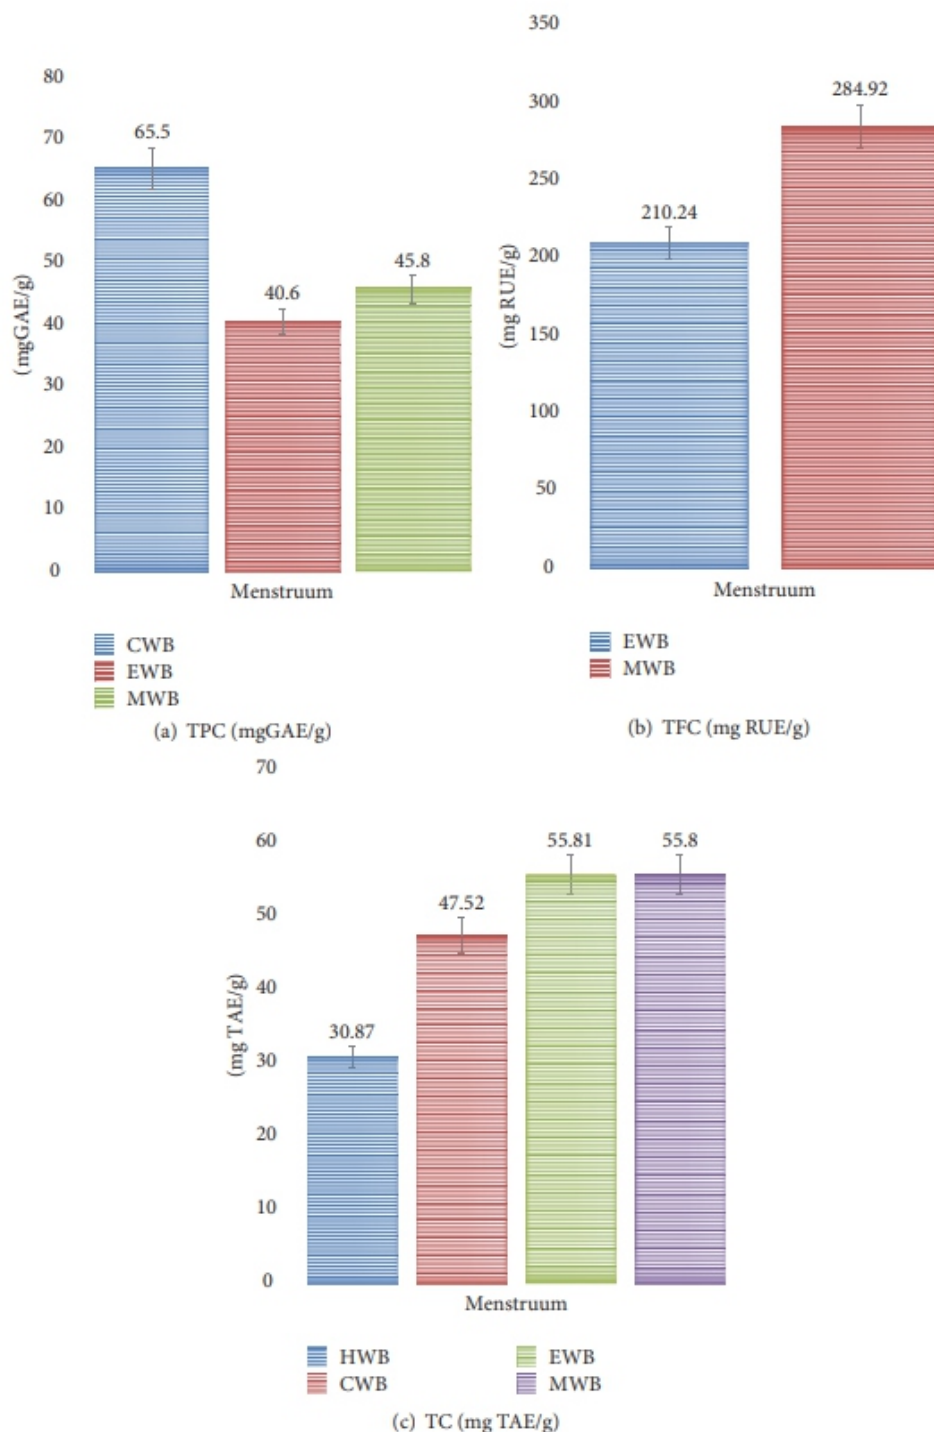 80
70
60
50
40
30
20
10
0
(mgGAE/g)
65.5
40.6
45.8
Menstruum
CWB
EWB
MWB
(a) TPC (mgGAE/g)
350
300
250
200
150
100
50
0
(mg RUE/g)
210.24
284.92
Menstruum
EWB
MWB
(b) TFC (mg RUE/g)
70
60
50
40
30
20
10
0
(mg TAE/g)
30.87
47.52
55.81
55.8
Menstruum
HWB
CWB
EWB
MWB
(c) TC (mg TAE/g)